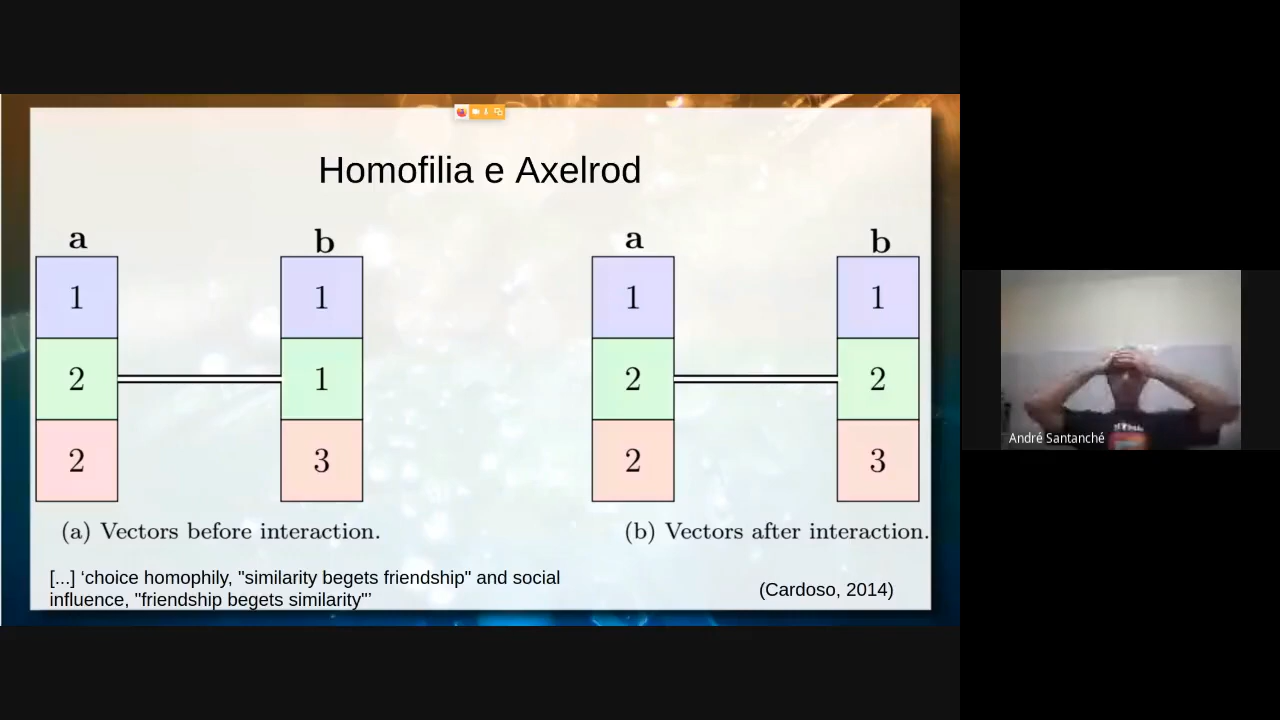 Homofilia e Axelrod
a b a b
1 1 1 1
2 1 2 2
2 3 2 3
(a) Vectors before interaction. (b) Vectors after interaction.
[...] ‘choice homophily, "similarity begets friendship" and social
influence, "friendship begets similarity"’
(Cardoso, 2014)
André Santanché